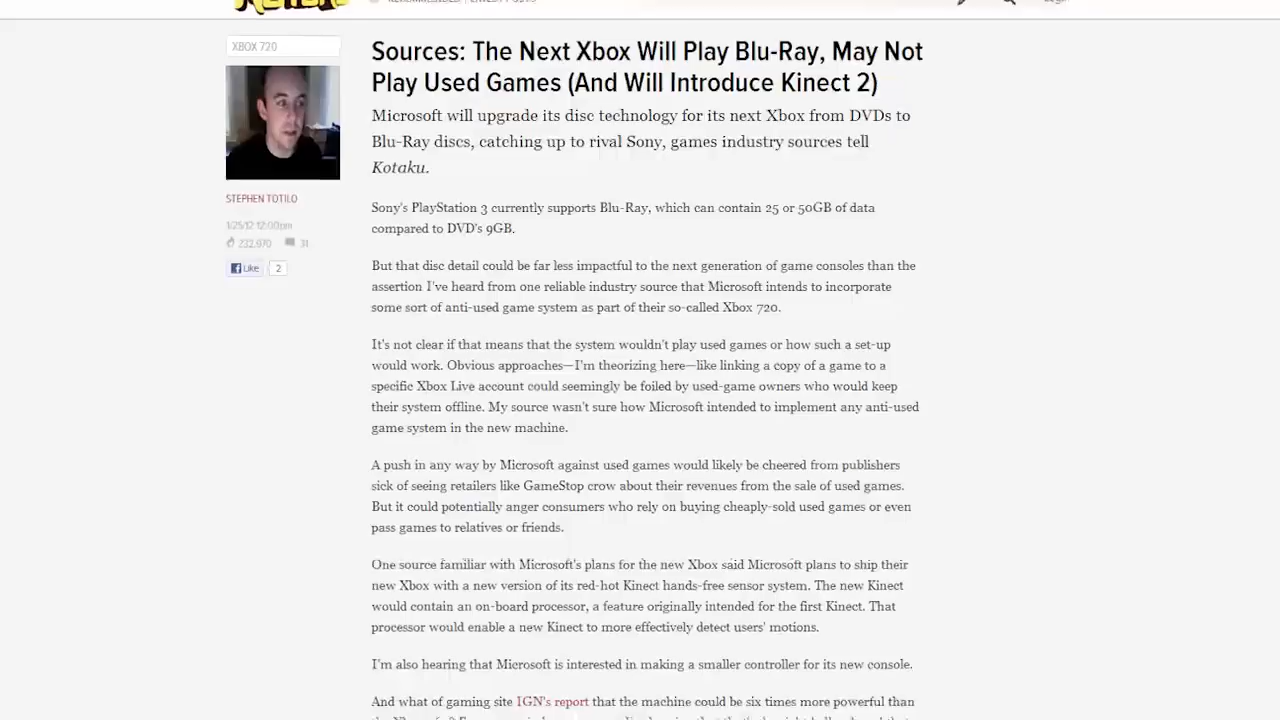 XBOX 720
Sources: The Next Xbox Will Play Blu-Ray, May Not
Play Used Games (And Will Introduce Kinect 2)
Microsoft will upgrade its disc technology for its next Xbox from DVDs to
Blu-Ray discs, catching up to rival Sony, games industry sources tell
Kotaku.
STEPHEN TOTILO
1/25/12 12:00pm
232,970 31
Like 2
Sony's PlayStation 3 currently supports Blu-Ray, which can contain 25 or 50GB of data
compared to DVD's 9GB.
But that disc detail could be far less impactful to the next generation of game consoles than the
assertion I've heard from one reliable industry source that Microsoft intends to incorporate
some sort of anti-used game system as part of their so-called Xbox 720.
It's not clear if that means that the system wouldn't play used games or how such a set-up
would work. Obvious approaches—I'm theorizing here—like linking a copy of a game to a
specific Xbox Live account could seemingly be foiled by used-game owners who would keep
their system offline. My source wasn't sure how Microsoft intended to implement any anti-used
game system in the new machine.
A push in any way by Microsoft against used games would likely be cheered from publishers
sick of seeing retailers like GameStop crow about their revenues from the sale of used games.
But it could potentially anger consumers who rely on buying cheaply-sold used games or even
pass games to relatives or friends.
One source familiar with Microsoft's plans for the new Xbox said Microsoft plans to ship their
new Xbox with a new version of its red-hot Kinect hands-free sensor system. The new Kinect
would contain an on-board processor, a feature originally intended for the first Kinect. That
processor would enable a new Kinect to more effectively detect users' motions.
I'm also hearing that Microsoft is interested in making a smaller controller for its new console.
And what of gaming site IGN's report that the machine could be six times more powerful than